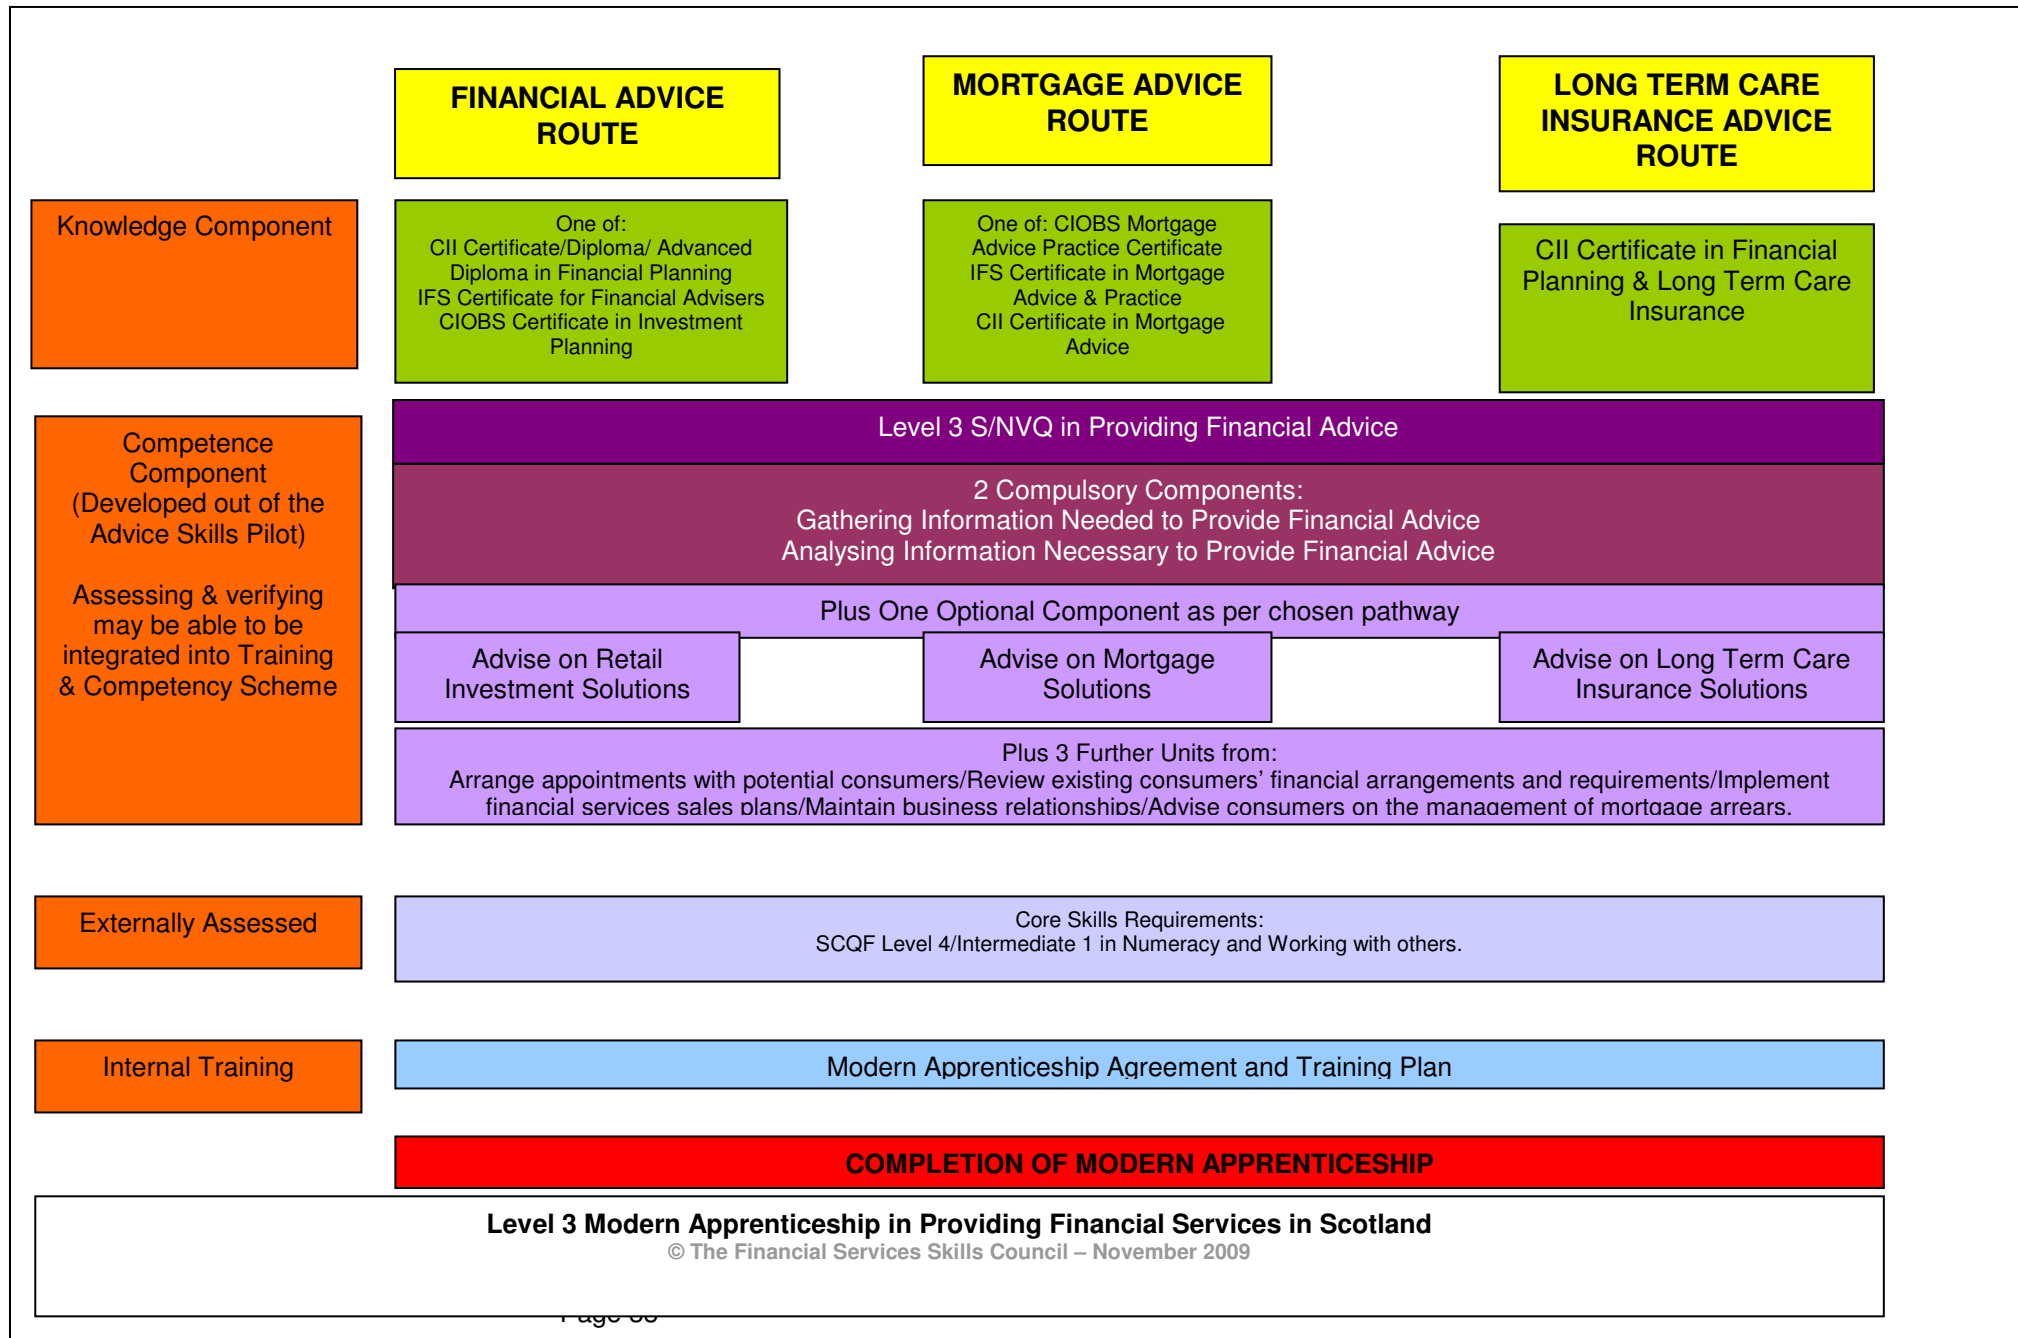 FINANCIAL ADVICE
ROUTE
MORTGAGE ADVICE
ROUTE
LONG TERM CARE
INSURANCE ADVICE
ROUTE
Knowledge Component
One of:
CII Certificate/Diploma/ Advanced
Diploma in Financial Planning
IFS Certificate for Financial Advisers
CIOBS Certificate in Investment
Planning
One of: CIOBS Mortgage
Advice Practice Certificate
IFS Certificate in Mortgage
Advice & Practice
CII Certificate in Mortgage
Advice
CII Certificate in Financial
Planning & Long Term Care
Insurance
Competence
Component
(Developed out of the
Advice Skills Pilot)
Assessing & verifying
may be able to be
integrated into Training
& Competency Scheme
Level 3 S/NVQ in Providing Financial Advice
2 Compulsory Components:
Gathering Information Needed to Provide Financial Advice
Analysing Information Necessary to Provide Financial Advice
Plus One Optional Component as per chosen pathway
Advise on Retail
Investment Solutions
Advise on Mortgage
Solutions
Advise on Long Term Care
Insurance Solutions
Plus 3 Further Units from:
Arrange appointments with potential consumers/Review existing consumers’ financial arrangements and requirements/Implement
financial services sales plans/Maintain business relationships/Advise consumers on the management of mortgage arrears.
Externally Assessed
Core Skills Requirements:
SCQF Level 4/Intermediate 1 in Numeracy and Working with others.
Internal Training
Modern Apprenticeship Agreement and Training Plan
COMPLETION OF MODERN APPRENTICESHIP
Level 3 Modern Apprenticeship in Providing Financial Services in Scotland
© The Financial Services Skills Council – November 2009
Page